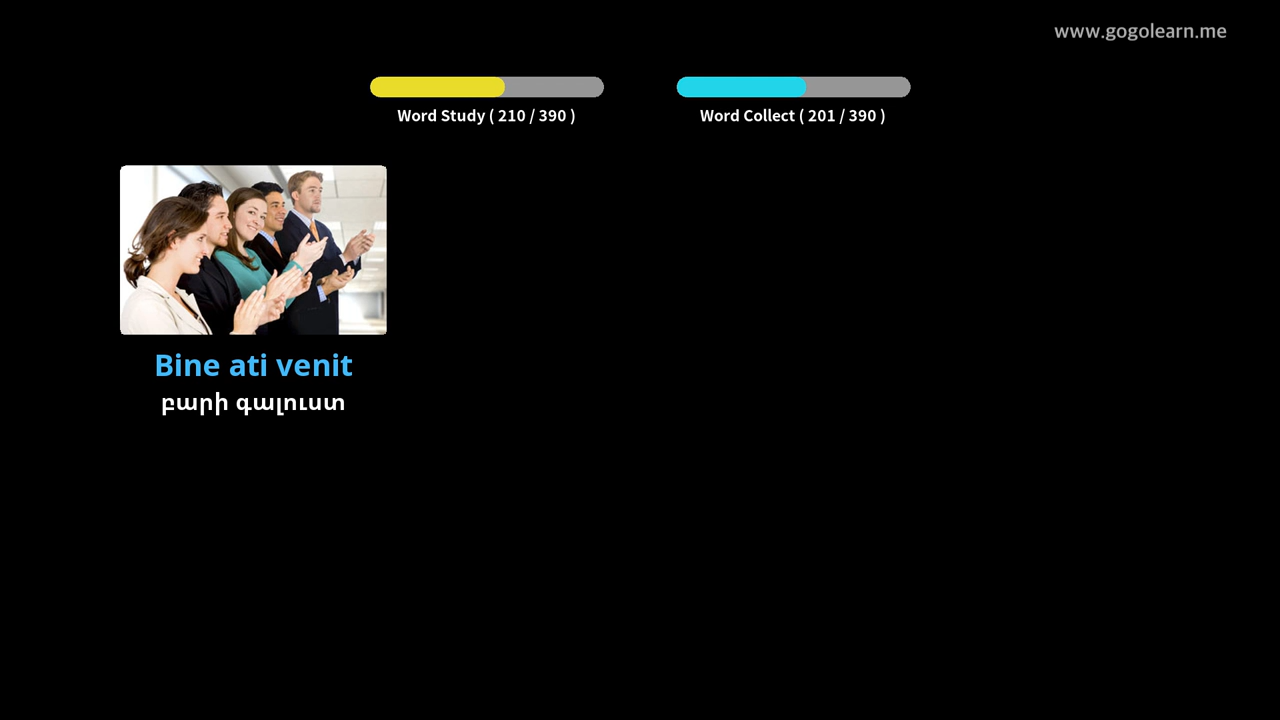 www.gogolearn.me
Word Study ( 210 / 390 )
Word Collect ( 201 / 390 )
Bine ati venit
բարի գալուստ